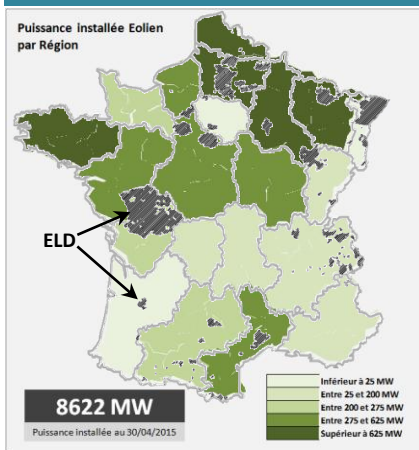 Puissance installée Eolien
par Région
ELD
8622 MW
Puissance installée au 30/04/2015
Inférieur à 25 MW
Entre 25 et 200 MW
Entre 200 et 275 MW
Entre 275 et 625 MW
Supérieur à 625 MW